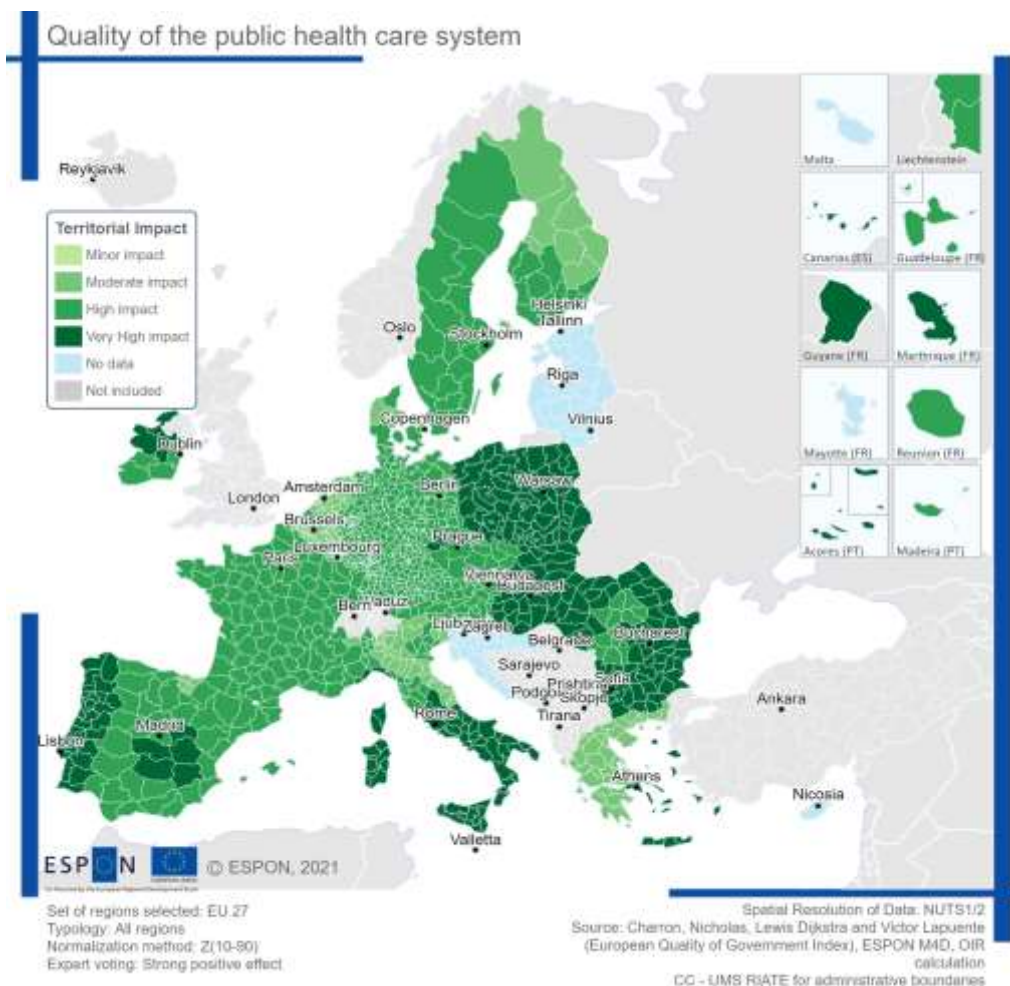 Quality of the public health care system
Reykjavik
Territorial Impact
Minor impact
Moderate impact
High impact
Very High impact
No data
Not included
Malta
Liechtenstein
Canarias (ES)
Guadeloupe (FR)
Guyane (FR)
Martinique (FR)
Mayotte (FR)
Reunion (FR)
Acores (PT)
Madeira (PT)
Oslo
Stockholm
Helsinki
Tallinn
Riga
Vilnius
Copenhagen
Dublin
London
Amsterdam
Berlin
Warsaw
Brussels
Luxembourg
Prague
Paris
Vienna
Budapest
Bern
Vaduz
Zagreb
Belgrade
Bucharest
Sarajevo
Prishtina
Sofia
Skopje
Tirana
Rome
Madrid
Lisbon
Ankara
Athens
Nicosia
Valletta
ESPON © ESPON, 2021
Set of regions selected: EU 27
Typology: All regions
Normalization method: Z(10-90)
Expert voting: Strong positive effect
Spatial Resolution of Data: NUTS1/2
Source: Charron, Nicholas, Lewis Dijkstra and Victor Lapuente
(European Quality of Government Index), ESPON M4D, OIR
calculation
CC - UMS RIATE for administrative boundaries